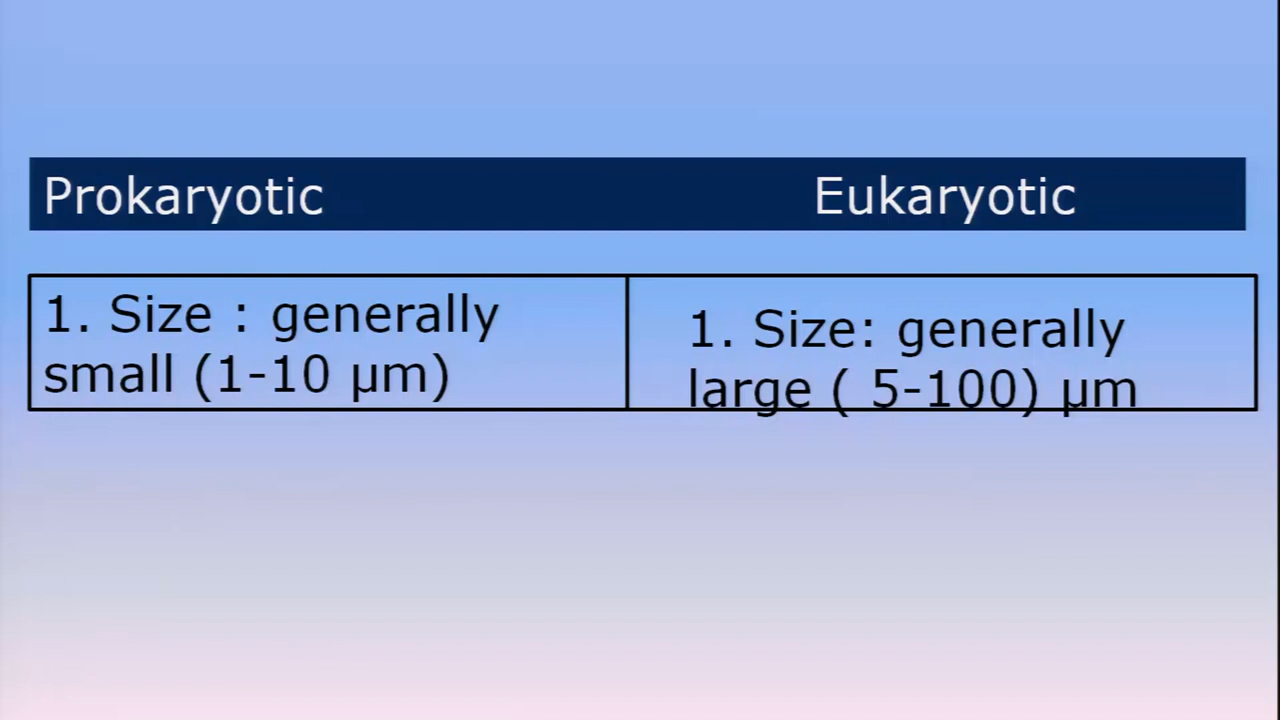 Prokaryotic Eukaryotic
1. Size : generally
small (1-10 µm)
1. Size: generally
large ( 5-100) µm